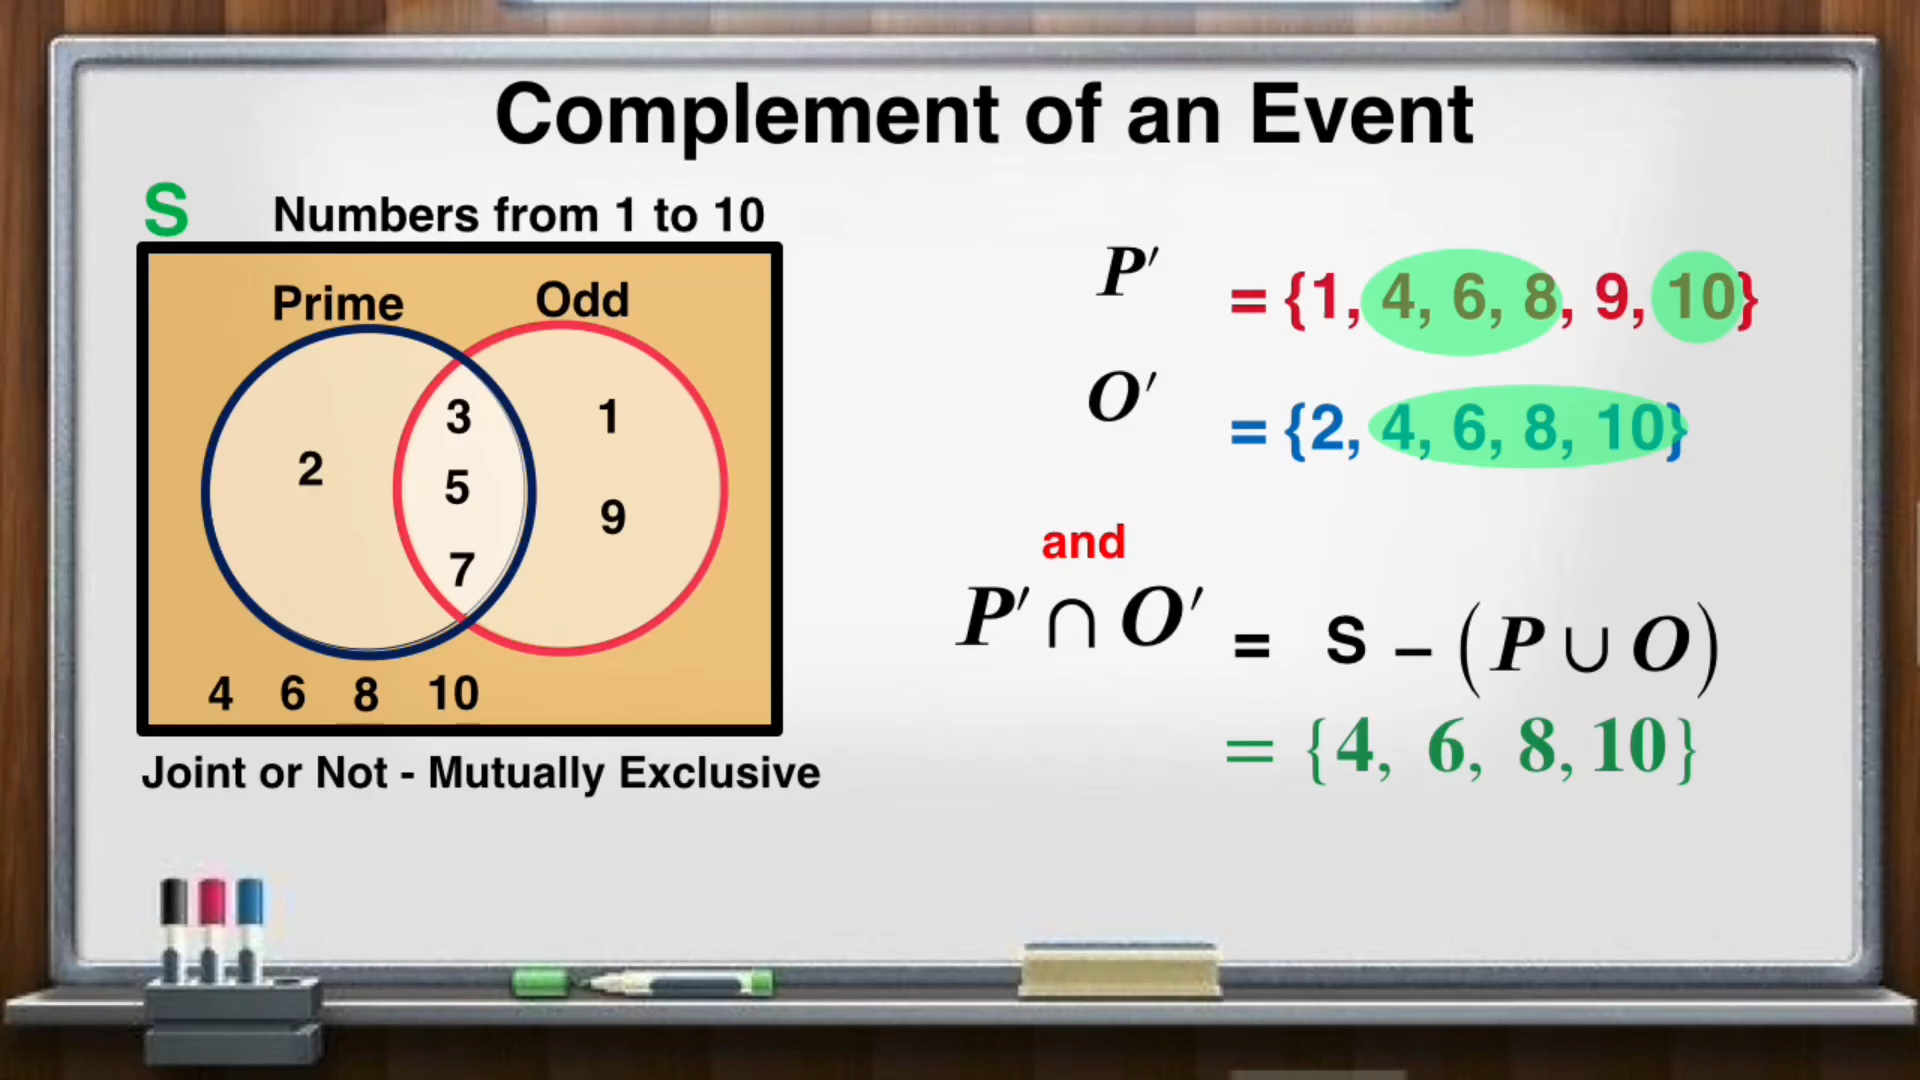 Complement of an Event
S Numbers from 1 to 10
Prime Odd
2
3
5
7
1
9
4 6 8 10
Joint or Not - Mutually Exclusive
P′ = {1, 4, 6, 8, 9, 10}
O′ = {2, 4, 6, 8, 10}
and
P′ ∩ O′ = S – (P ∪ O)
= {4, 6, 8, 10}